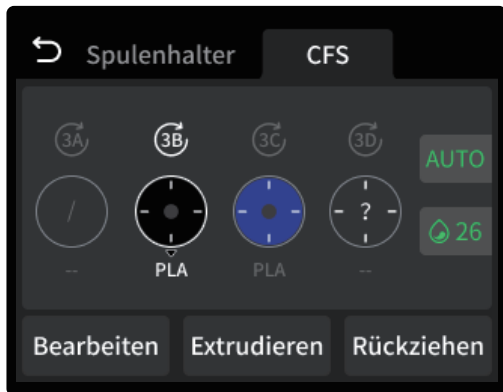 Spulenhalter CFS
3A 3B 3C 3D
AUTO
/ ?
26
-- PLA PLA --
Bearbeiten Extrudieren Rückziehen